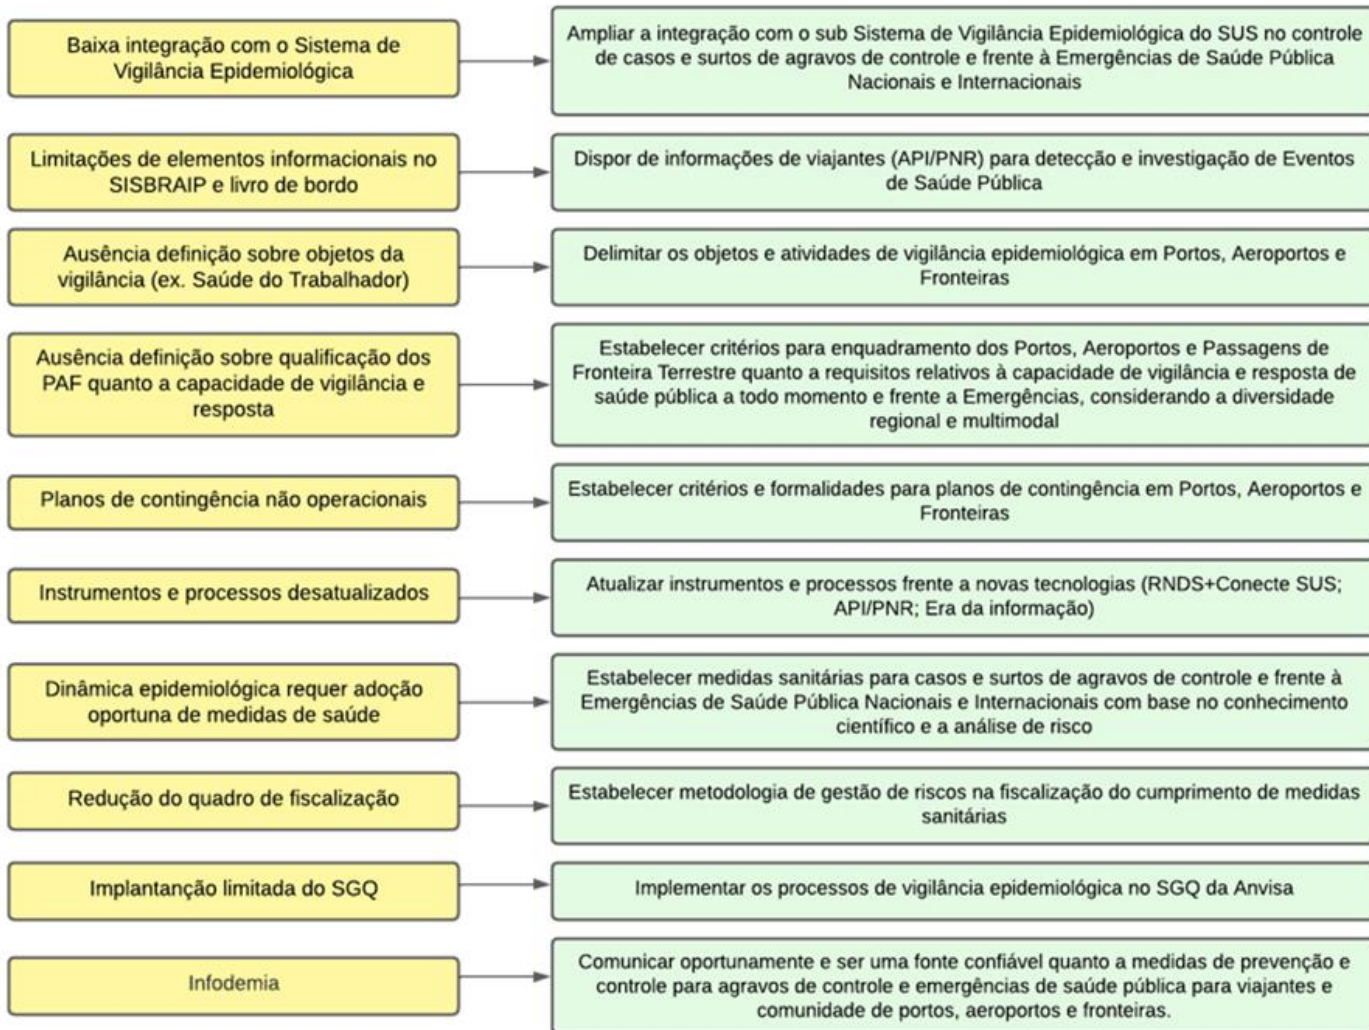 Baixa integração com o Sistema de
Vigilância Epidemiológica
Ampliar a integração com o sub Sistema de Vigilância Epidemiológica do SUS no controle
de casos e surtos de agravos de controle e frente à Emergências de Saúde Pública
Nacionais e Internacionais
Limitações de elementos informacionais no
SISBRAIP e livro de bordo
Dispor de informações de viajantes (API/PNR) para detecção e investigação de Eventos
de Saúde Pública
Ausência definição sobre objetos da
vigilância (ex. Saúde do Trabalhador)
Delimitar os objetos e atividades de vigilância epidemiológica em Portos, Aeroportos e
Fronteiras
Ausência definição sobre qualificação dos
PAF quanto a capacidade de vigilância e
resposta
Estabelecer critérios para enquadramento dos Portos, Aeroportos e Passagens de
Fronteira Terrestre quanto a requisitos relativos à capacidade de vigilância e resposta de
saúde pública a todo momento e frente a Emergências, considerando a diversidade
regional e multimodal
Planos de contingência não operacionais
Estabelecer critérios e formalidades para planos de contingência em Portos, Aeroportos e
Fronteiras
Instrumentos e processos desatualizados
Atualizar instrumentos e processos frente a novas tecnologias (RNDS+Conecte SUS;
API/PNR; Era da informação)
Dinâmica epidemiológica requer adoção
oportuna de medidas de saúde
Estabelecer medidas sanitárias para casos e surtos de agravos de controle e frente à
Emergências de Saúde Pública Nacionais e Internacionais com base no conhecimento
científico e a análise de risco
Redução do quadro de fiscalização
Estabelecer metodologia de gestão de riscos na fiscalização do cumprimento de medidas
sanitárias
Implantanção limitada do SGQ
Implementar os processos de vigilância epidemiológica no SGQ da Anvisa
Infodemia
Comunicar oportunamente e ser uma fonte confiável quanto a medidas de prevenção e
controle para agravos de controle e emergências de saúde pública para viajantes e
comunidade de portos, aeroportos e fronteiras.